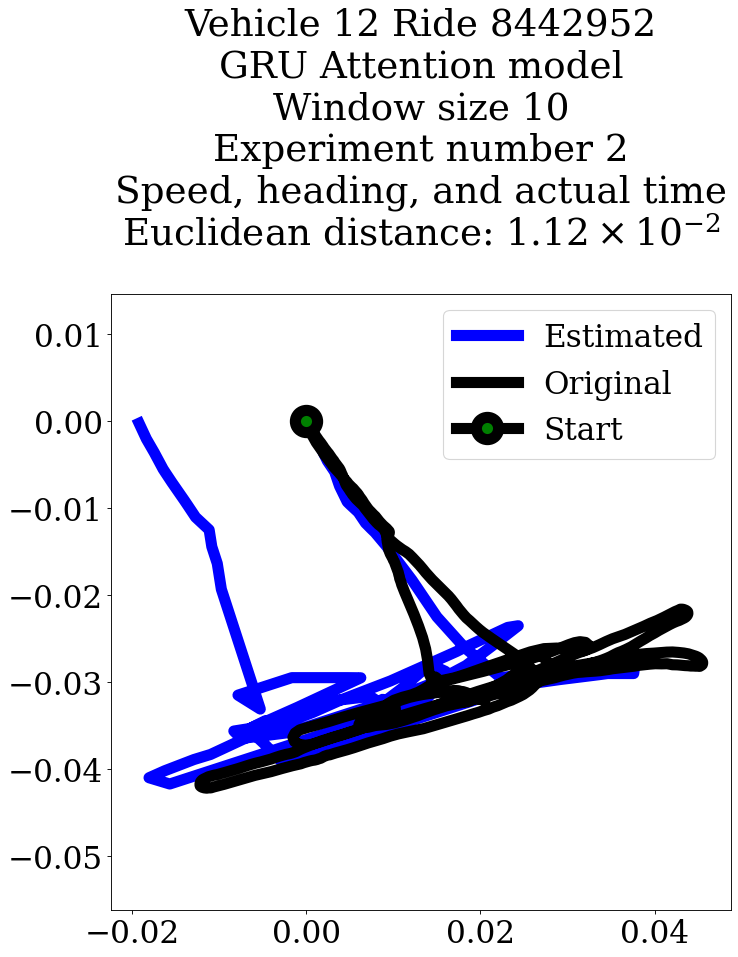 Vehicle 12 Ride 8442952
GRU Attention model
Window size 10
Experiment number 2
Speed, heading, and actual time
Euclidean distance: 1.12 × 10⁻²
Estimated
Original
Start
0.01
0.00
−0.01
−0.02
−0.03
−0.04
−0.05
−0.02 0.00 0.02 0.04